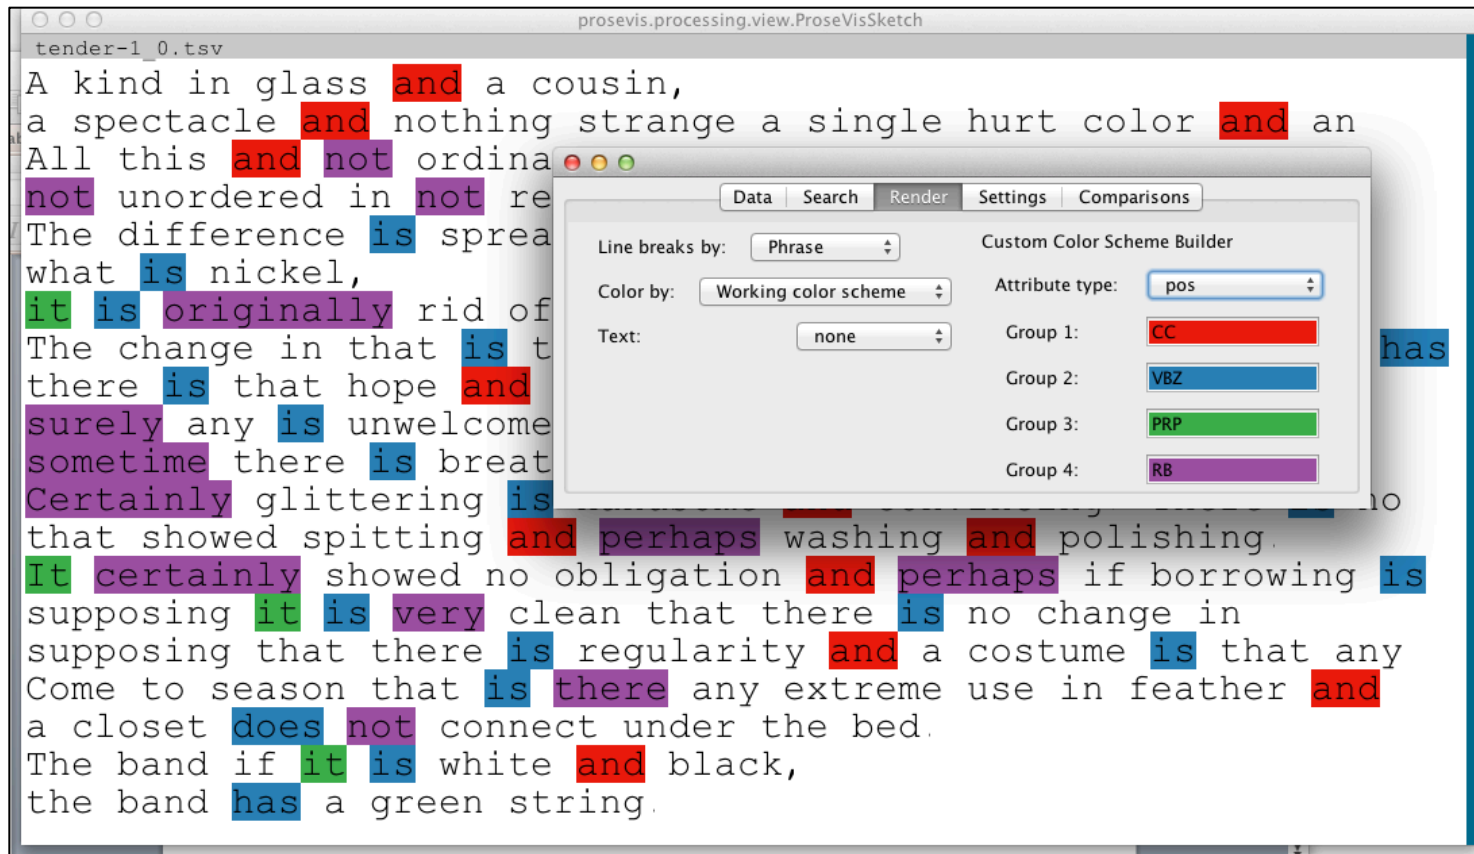 prosevis.processing.view.ProseVisSketch
tender-1_0.tsv
A kind in glass and a cousin,
a spectacle and nothing strange a single hurt color and an
All this and not ordina
not unordered in not re
The difference is sprea
what is nickel,
it is originally rid of
The change in that is t has
there is that hope and
surely any is unwelcome
sometime there is breat
Certainly glittering is no
that showed spitting and perhaps washing and polishing.
It certainly showed no obligation and perhaps if borrowing is
supposing it is very clean that there is no change in
supposing that there is regularity and a costume is that any
Come to season that is there any extreme use in feather and
a closet does not connect under the bed.
The band if it is white and black,
the band has a green string.
Data Search Render Settings Comparisons
Line breaks by: Phrase
Color by: Working color scheme
Text: none
Custom Color Scheme Builder
Attribute type: pos
Group 1: CC
Group 2: VBZ
Group 3: PRP
Group 4: RB